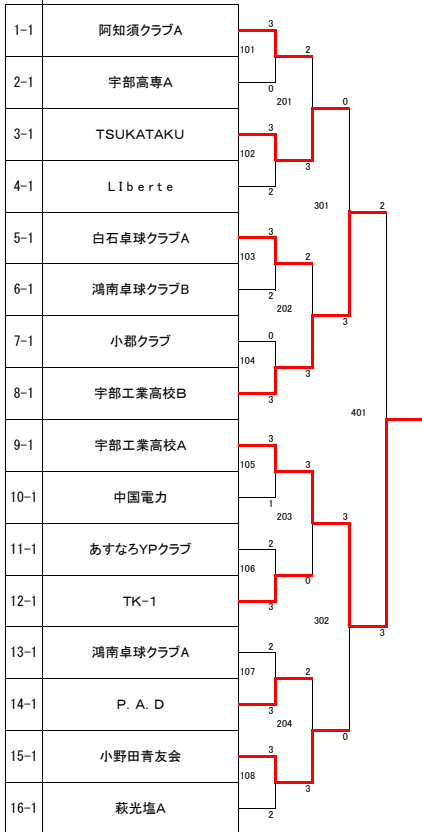 1-1 阿知須クラブA
2-1 宇部高専A
3-1 TSUKATAKU
4-1 LIberte
5-1 白石卓球クラブA
6-1 鴻南卓球クラブB
7-1 小郡クラブ
8-1 宇部工業高校B
9-1 宇部工業高校A
10-1 中国電力
11-1 あすなろYPクラブ
12-1 TK-1
13-1 鴻南卓球クラブA
14-1 P.A.D
15-1 小野田青友会
16-1 萩光塩A
3
101
0
3
102
2
3
103
2
0
104
3
3
105
1
2
106
3
2
107
3
3
108
2
2
201
3
2
202
3
3
203
0
2
204
3
0
301
3
3
302
0
2
401
3